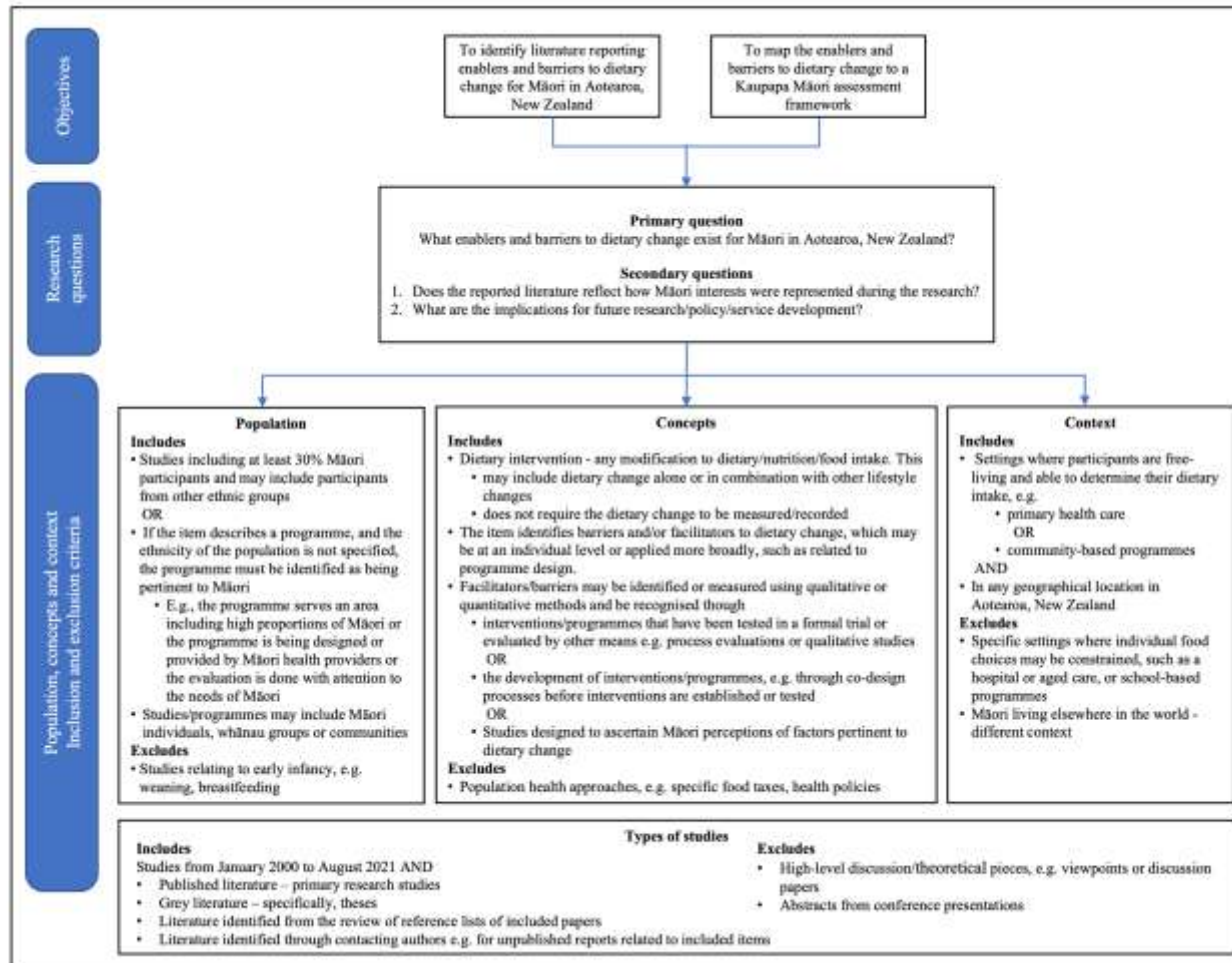 Objectives
To identify literature reporting
enablers and barriers to dietary
change for Māori in Aotearoa,
New Zealand
To map the enablers and
barriers to dietary change to a
Kaupapa Māori assessment
framework
Research
questions
Primary question
What enablers and barriers to dietary change exist for Māori in Aotearoa, New Zealand?
Secondary questions
1. Does the reported literature reflect how Māori interests were represented during the research?
2. What are the implications for future research/policy/service development?
Population, concepts and context
Inclusion and exclusion criteria
Population
Includes
• Studies including at least 30% Māori
participants and may include participants
from other ethnic groups
OR
• If the item describes a programme, and the
ethnicity of the population is not specified,
the programme must be identified as being
pertinent to Māori
• E.g., the programme serves an area
including high proportions of Māori or
the programme is being designed or
provided by Māori health providers or
the evaluation is done with attention to
the needs of Māori
• Studies/programmes may include Māori
individuals, whānau groups or communities
Excludes
• Studies relating to early infancy, e.g.
weaning, breastfeeding
Concepts
Includes
• Dietary intervention - any modification to dietary/nutrition/food intake. This
• may include dietary change alone or in combination with other lifestyle
changes
• does not require the dietary change to be measured/recorded
• The item identifies barriers and/or facilitators to dietary change, which may
be at an individual level or applied more broadly, such as related to
programme design.
• Facilitators/barriers may be identified or measured using qualitative or
quantitative methods and be recognised though
• interventions/programmes that have been tested in a formal trial or
evaluated by other means e.g. process evaluations or qualitative studies
OR
• the development of interventions/programmes, e.g. through co-design
processes before interventions are established or tested
OR
• Studies designed to ascertain Māori perceptions of factors pertinent to
dietary change
Excludes
• Population health approaches, e.g. specific food taxes, health policies
Context
Includes
• Settings where participants are free-
living and able to determine their dietary
intake, e.g.
• primary health care
OR
• community-based programmes
AND
• In any geographical location in
Aotearoa, New Zealand
Excludes
• Specific settings where individual food
choices may be constrained, such as a
hospital or aged care, or school-based
programmes
• Māori living elsewhere in the world -
different context
Types of studies
Includes
Studies from January 2000 to August 2021 AND
• Published literature – primary research studies
• Grey literature – specifically, theses
• Literature identified from the review of reference lists of included papers
• Literature identified through contacting authors e.g. for unpublished reports related to included items
Excludes
• High-level discussion/theoretical pieces, e.g. viewpoints or discussion
papers
• Abstracts from conference presentations